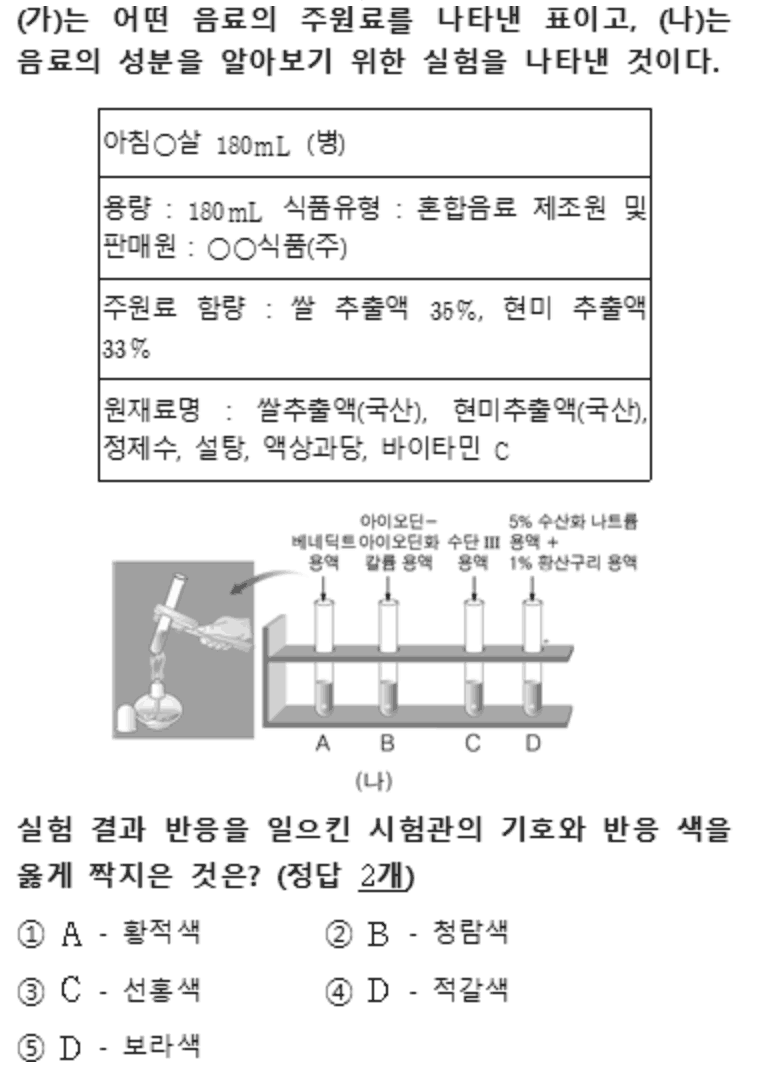 (가)는 어떤 음료의 주원료를 나타낸 표이고, (나)는
음료의 성분을 알아보기 위한 실험을 나타낸 것이다.
아침○살 180mL (병)
용량 : 180mL 식품유형 : 혼합음료 제조원 및
판매원 : ○○식품(주)
주원료 함량 : 쌀 추출액 35%, 현미 추출액
33%
원재료명 : 쌀추출액(국산), 현미추출액(국산),
정제수, 설탕, 액상과당, 바이타민 C
베네딕트
용액
아이오딘-
아이오딘화
칼륨 용액
수단 III
용액
5% 수산화 나트륨
용액 +
1% 황산구리 용액
A B C D
(나)
실험 결과 반응을 일으킨 시험관의 기호와 반응 색을
옳게 짝지은 것은? (정답 2개)
① A - 황적색 ② B - 청람색
③ C - 선홍색 ④ D - 적갈색
⑤ D - 보라색